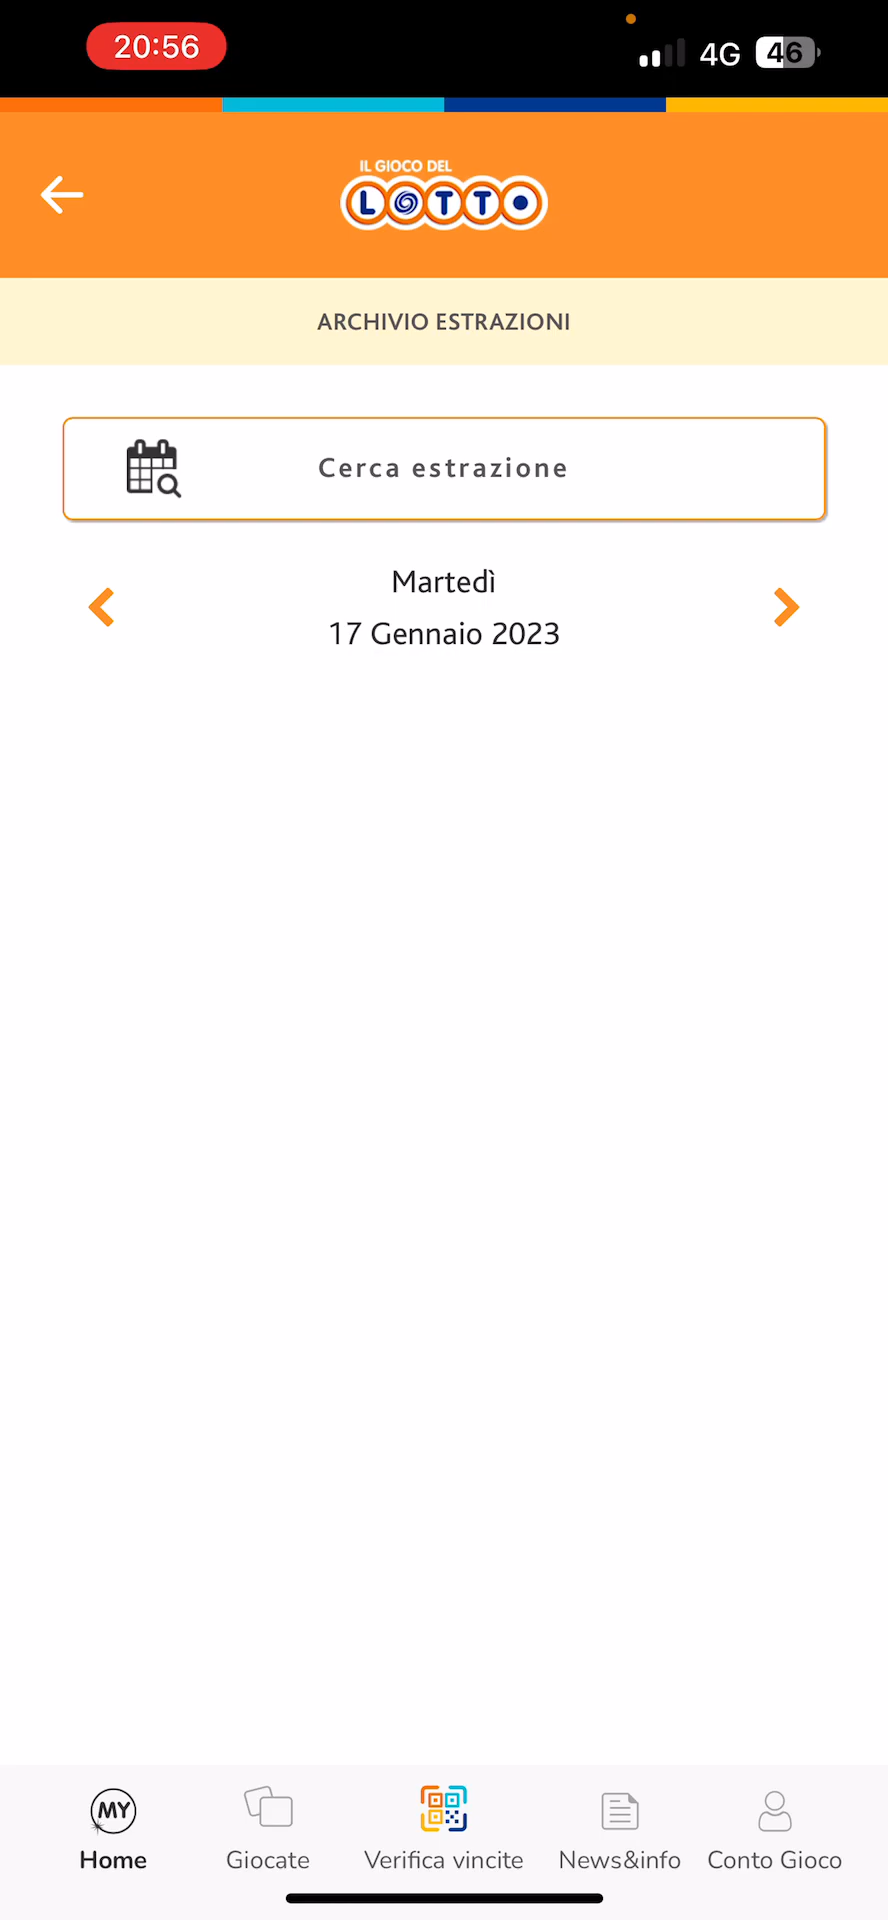 20:56
4G
46
IL GIOCO DEL
LOTTO
ARCHIVIO ESTRAZIONI
Cerca estrazione
Martedì
17 Gennaio 2023
MY
Home
Giocate
Verifica vincite
News&info
Conto Gioco